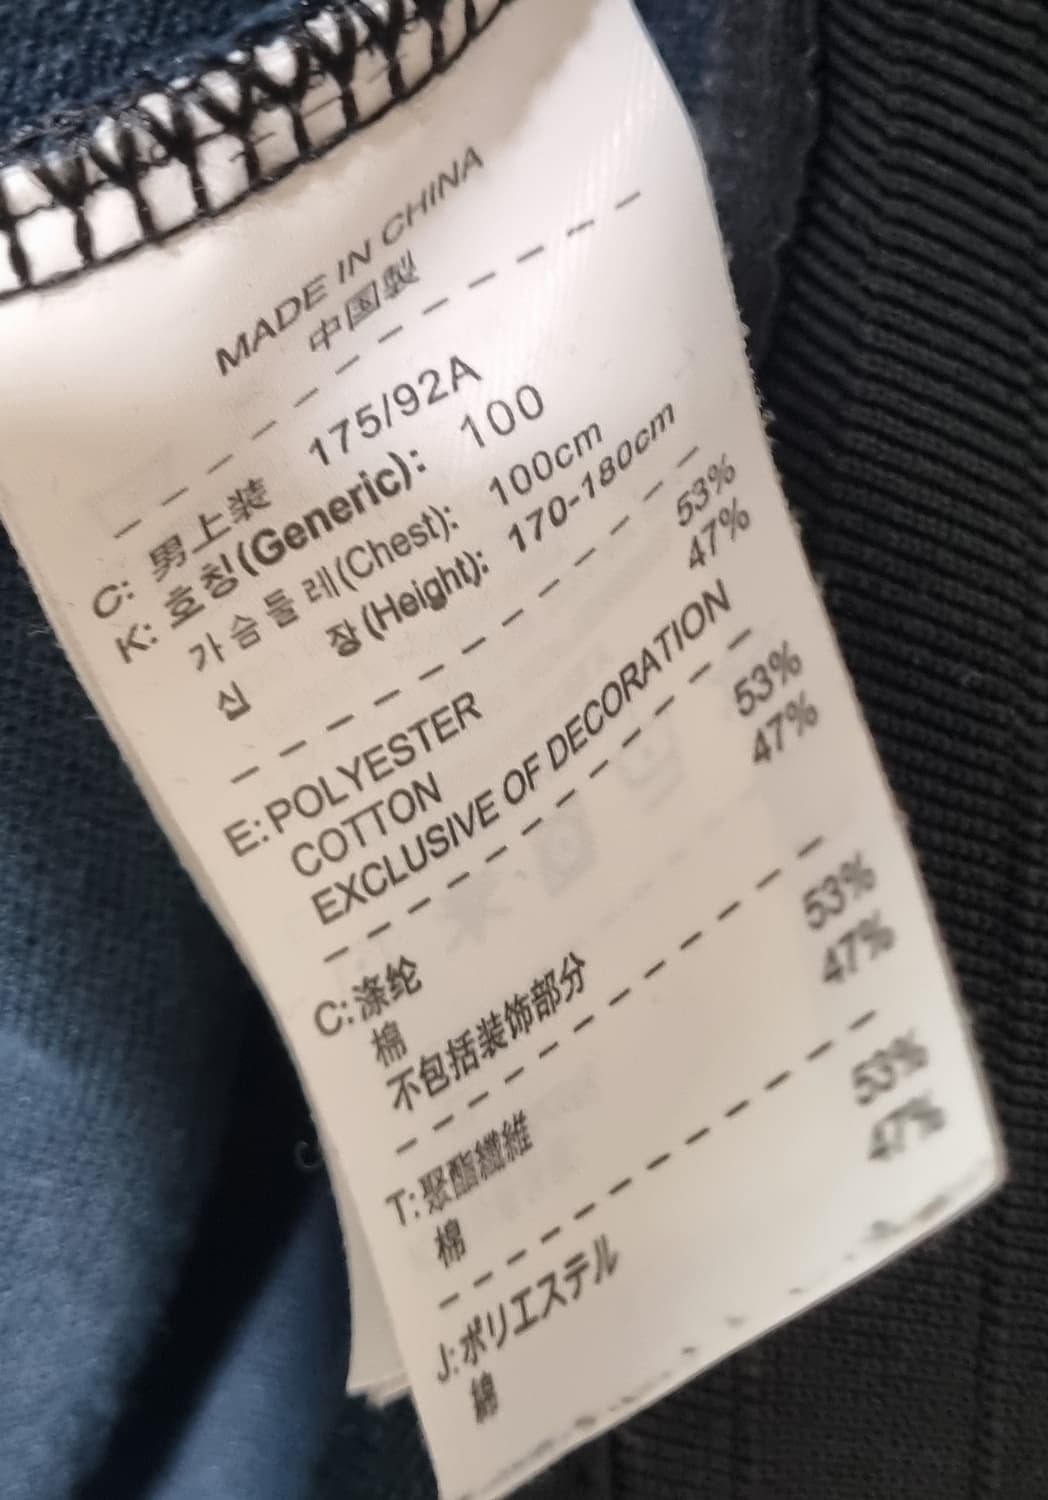 MADE IN CHINA
中国製
C: 男上装 175/92A
K: 호칭(Generic): 100
가슴둘레(Chest): 100cm
신 장(Height): 170-180cm
E: POLYESTER 53%
COTTON 47%
EXCLUSIVE OF DECORATION
C: 涤纶 53%
棉 47%
不包括装饰部分
T: 聚酯纖維 53%
棉 47%
J: ポリエステル 53%
綿 47%